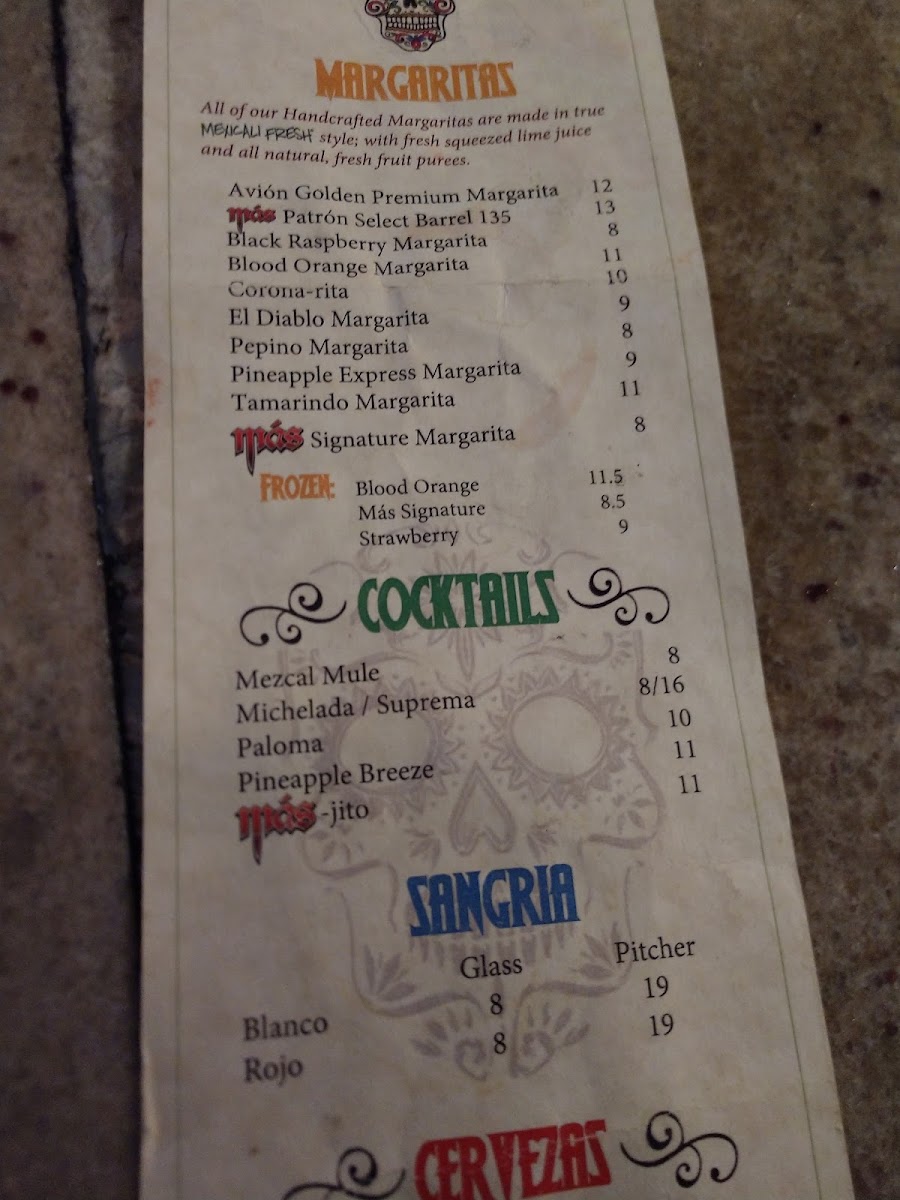 MARGARITAS
All of our Handcrafted Margaritas are made in true
MEXICALI FRESH style; with fresh squeezed lime juice
and all natural, fresh fruit purees.
Avión Golden Premium Margarita 12
más Patrón Select Barrel 135 13
Black Raspberry Margarita 8
Blood Orange Margarita 11
Corona-rita 10
El Diablo Margarita 9
Pepino Margarita 8
Pineapple Express Margarita 9
Tamarindo Margarita 11
más Signature Margarita 8
FROZEN: Blood Orange 11.5
Más Signature 8.5
Strawberry 9
COCKTAILS
Mezcal Mule 8
Michelada / Suprema 8/16
Paloma 10
Pineapple Breeze 11
más-jito 11
SANGRIA
Glass Pitcher
Blanco 8 19
Rojo 8 19
CERVEZAS